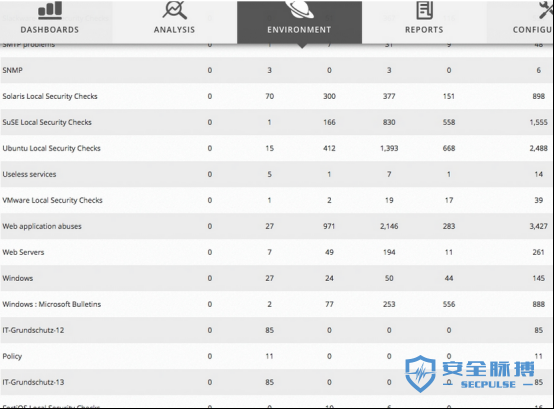 DASHBOARDS ANALYSIS ENVIRONMENT REPORTS CONFIGU
SMTP problems 0 1 7 31 9 48
SNMP 0 3 0 3 0 6
Solaris Local Security Checks 0 70 300 377 151 898
SuSE Local Security Checks 0 1 166 830 558 1,555
Ubuntu Local Security Checks 0 15 412 1,393 668 2,488
Useless services 0 5 1 7 1 14
VMware Local Security Checks 0 1 2 19 17 39
Web application abuses 0 27 971 2,146 283 3,427
Web Servers 0 7 49 194 11 261
Windows 0 27 24 50 44 145
Windows : Microsoft Bulletins 0 2 77 253 556 888
IT-Grundschutz-12 0 85 0 0 0 85
Policy 0 11 0 0 0 11
IT-Grundschutz-13 0 85 0 0 0 85
FortiOS Local Security Checks 0 0 10 6 0 16
安全脉搏
SECPULSE